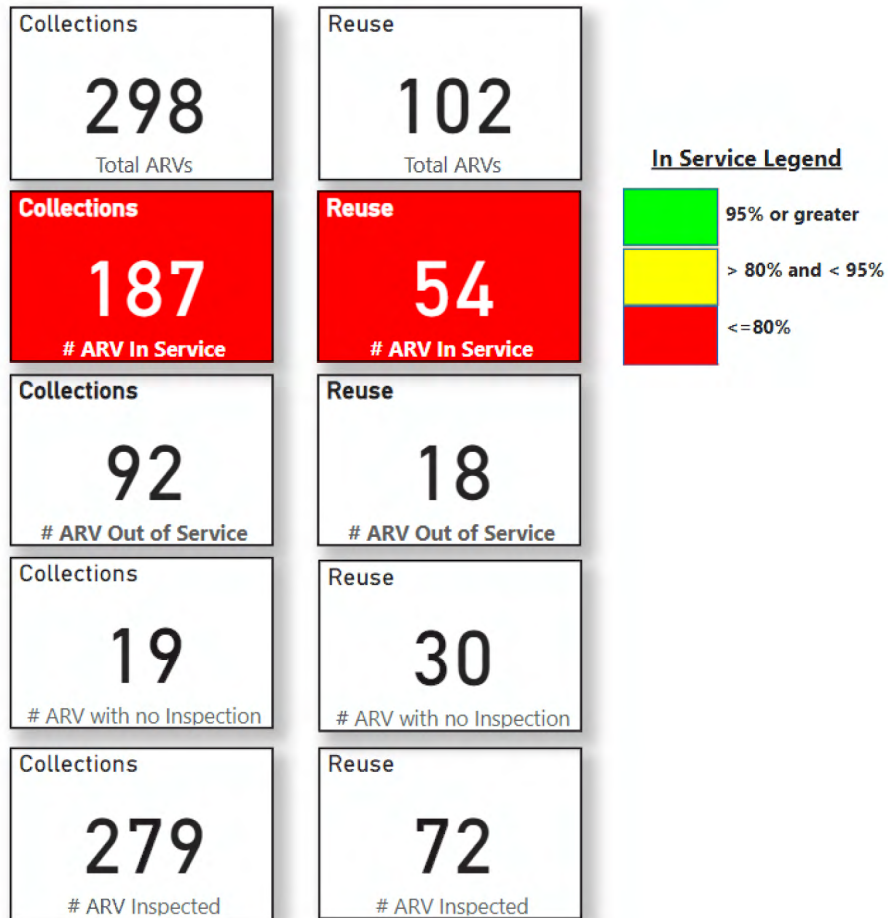 Collections
298
Total ARVs
Reuse
102
Total ARVs
Collections
187
# ARV In Service
Reuse
54
# ARV In Service
Collections
92
# ARV Out of Service
Reuse
18
# ARV Out of Service
Collections
19
# ARV with no Inspection
Reuse
30
# ARV with no Inspection
Collections
279
# ARV Inspected
Reuse
72
# ARV Inspected
In Service Legend
95% or greater
> 80% and < 95%
<=80%